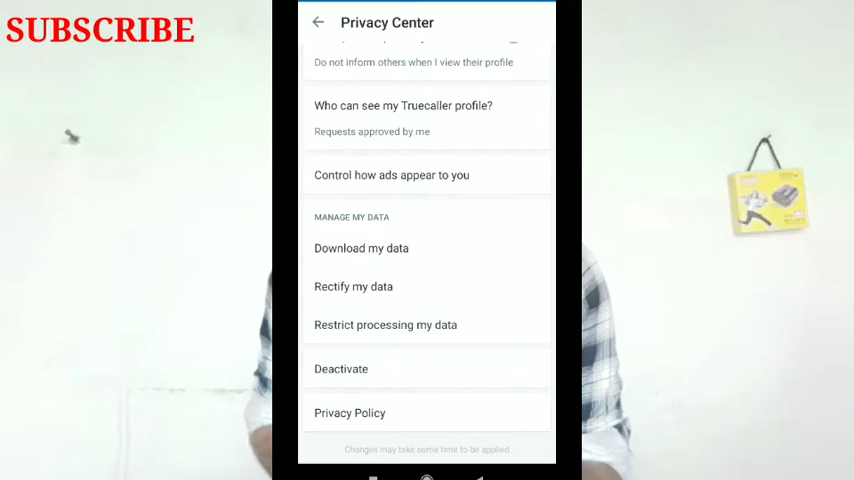 SUBSCRIBE
Privacy Center
Do not inform others when I view their profile
Who can see my Truecaller profile?
Requests approved by me
Control how ads appear to you
MANAGE MY DATA
Download my data
Rectify my data
Restrict processing my data
Deactivate
Privacy Policy
Changes may take some time to be applied